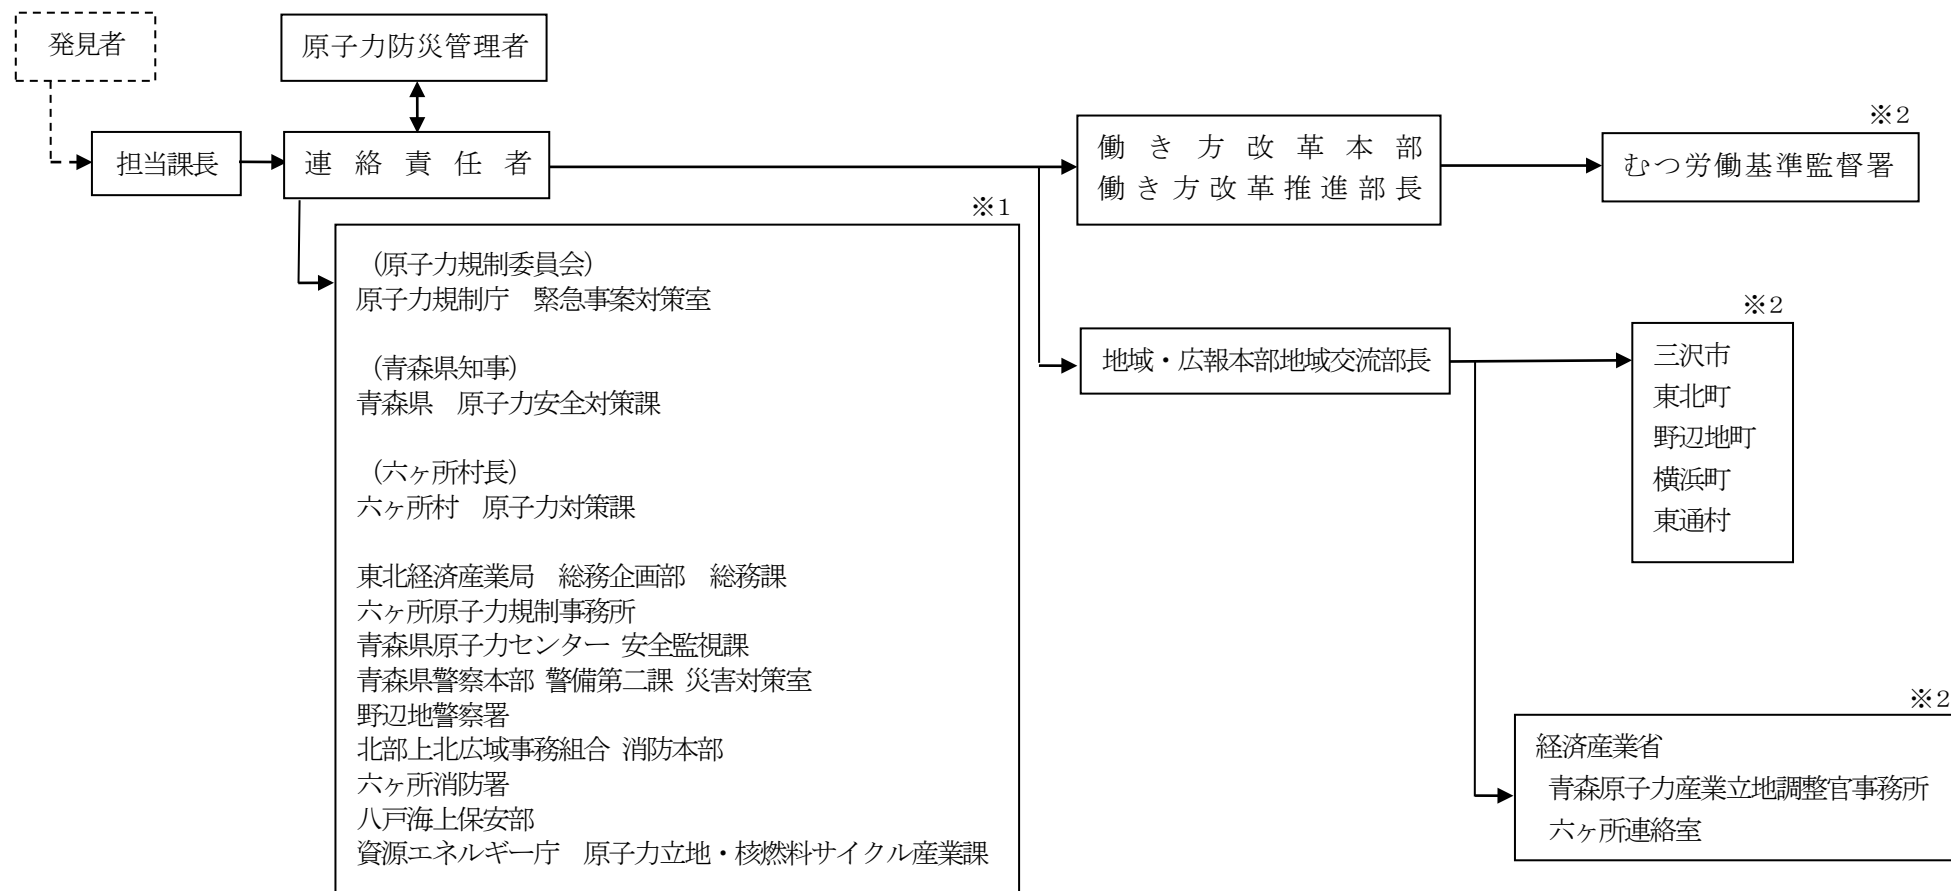 発見者
原子力防災管理者
担当課長
連絡責任者
働き方改革本部
働き方改革推進部長
※2
むつ労働基準監督署
※1
(原子力規制委員会)
原子力規制庁　緊急事案対策室
(青森県知事)
青森県　原子力安全対策課
(六ヶ所村長)
六ヶ所村　原子力対策課
東北経済産業局　総務企画部　総務課
六ヶ所原子力規制事務所
青森県原子力センター 安全監視課
青森県警察本部 警備第二課 災害対策室
野辺地警察署
北部上北広域事務組合 消防本部
六ヶ所消防署
八戸海上保安部
資源エネルギー庁　原子力立地・核燃料サイクル産業課
地域・広報本部地域交流部長
※2
三沢市
東北町
野辺地町
横浜町
東通村
※2
経済産業省
青森原子力産業立地調整官事務所
六ヶ所連絡室